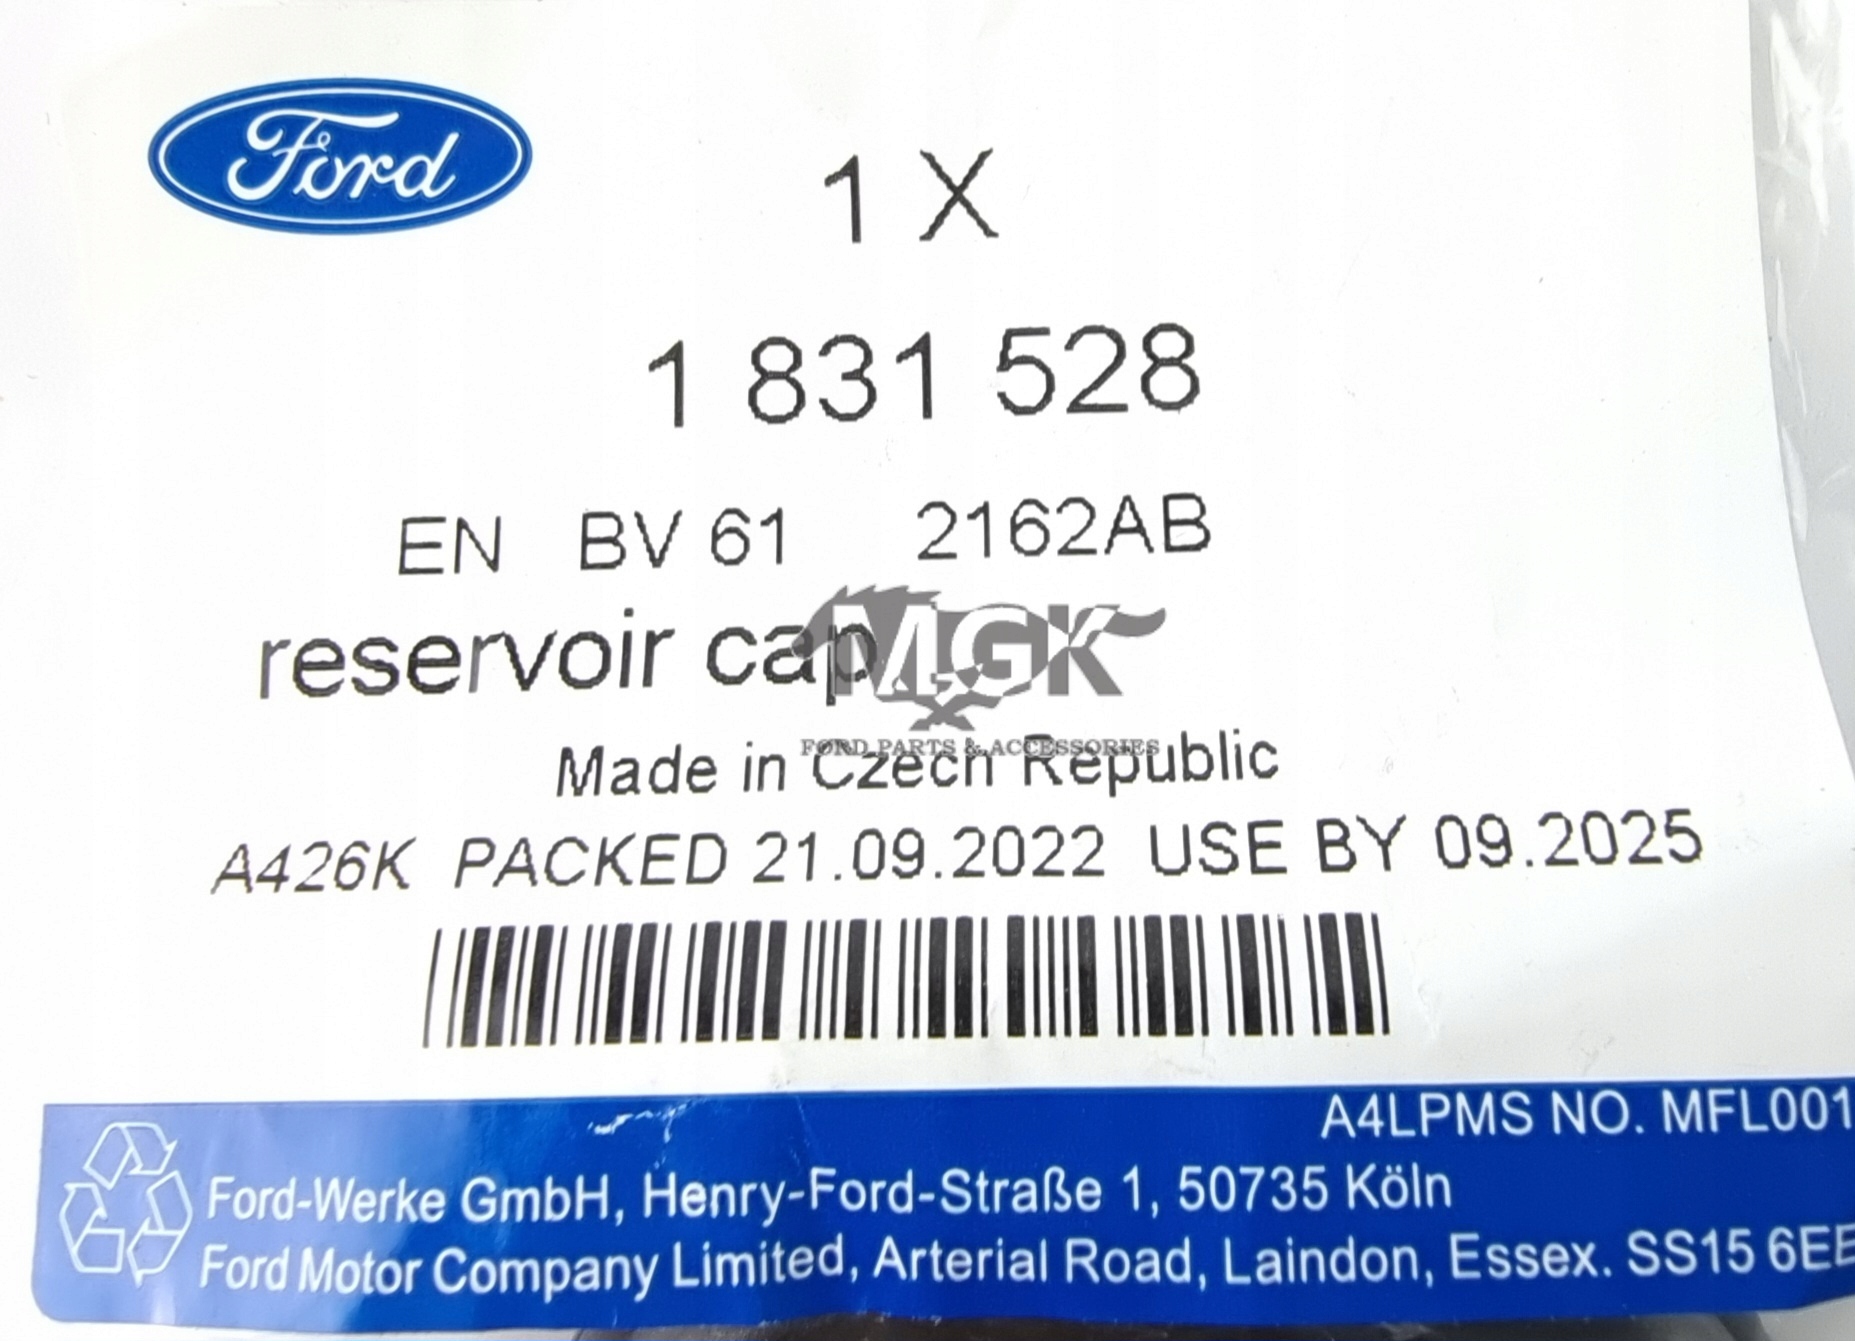 Ford
1 X
1 831 528
EN BV 61 2162AB
reservoir cap
MGK
FORD PARTS & ACCESSORIES
Made in Czech Republic
A426K PACKED 21.09.2022 USE BY 09.2025
A4LPMS NO. MFL001
Ford-Werke GmbH, Henry-Ford-Straße 1, 50735 Köln
Ford Motor Company Limited, Arterial Road, Laindon, Essex. SS15 6EE